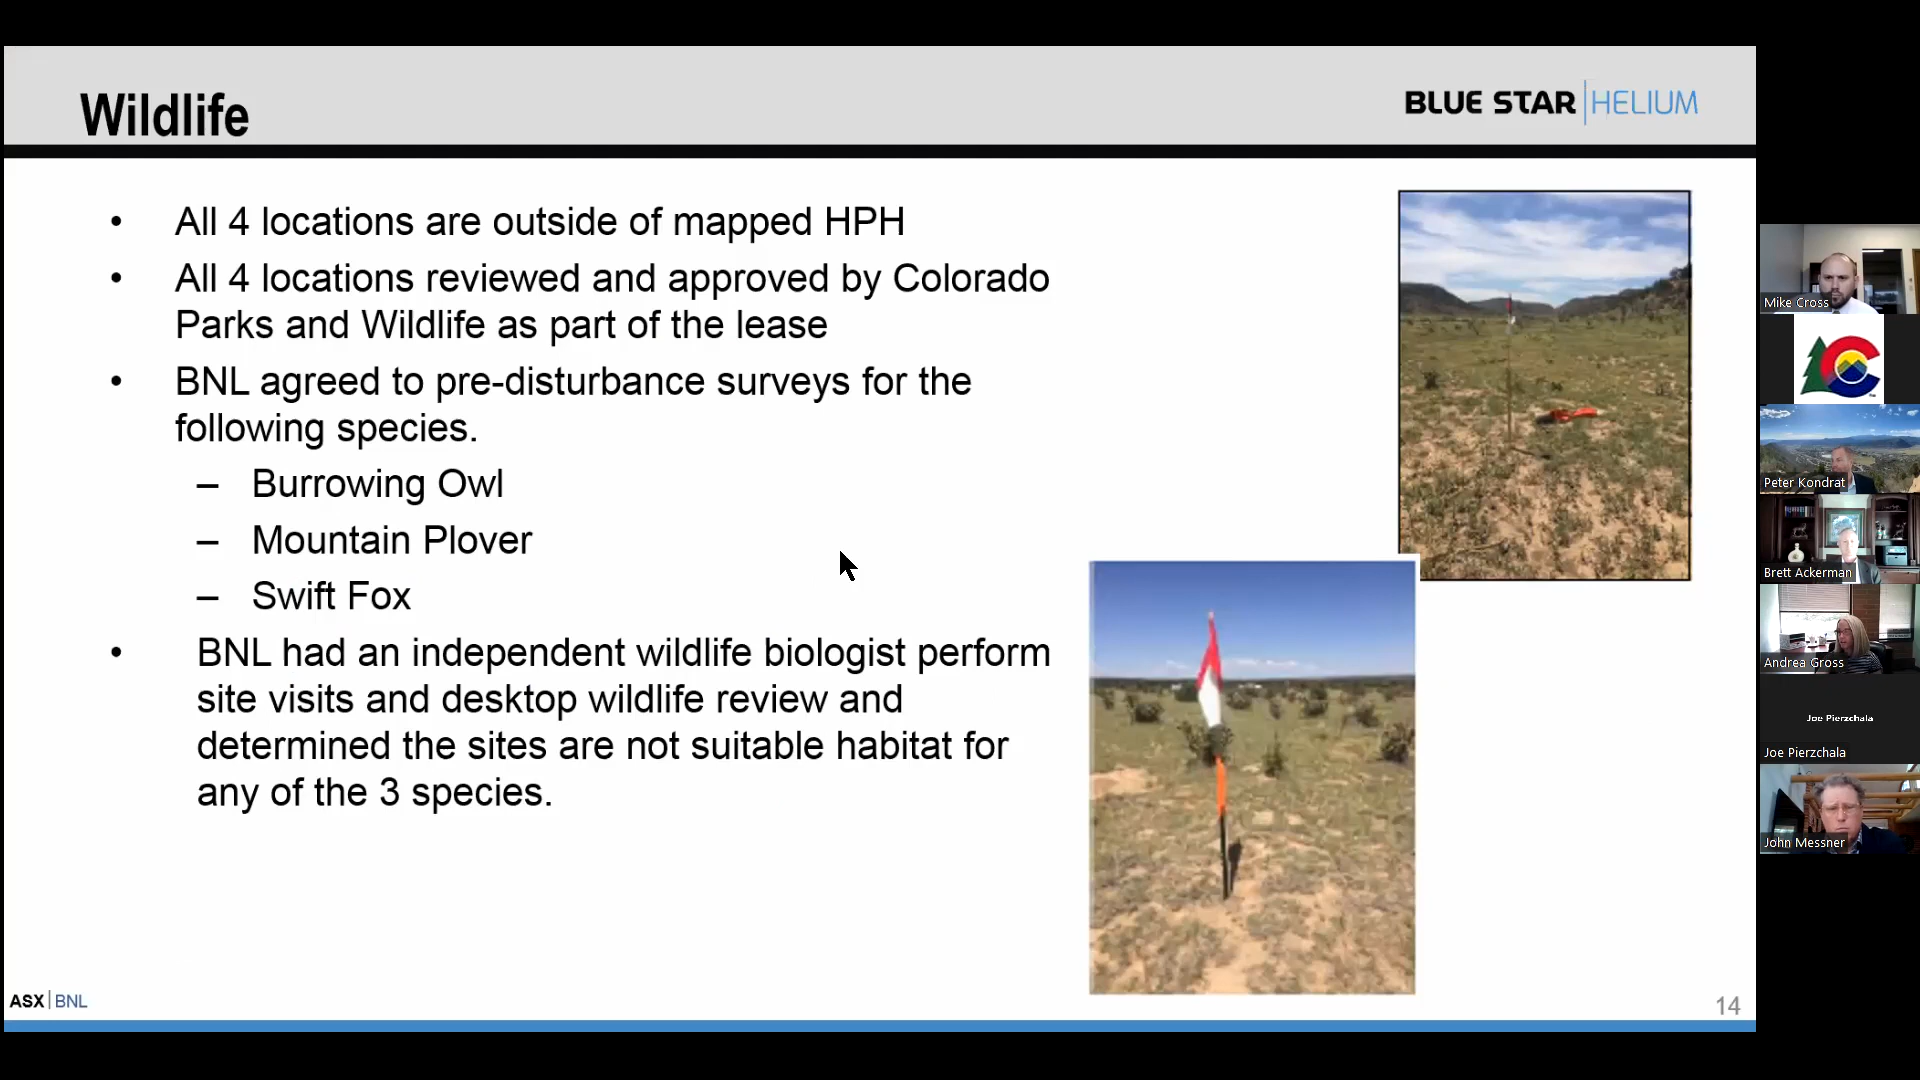 Wildlife
BLUE STAR HELIUM
• All 4 locations are outside of mapped HPH
• All 4 locations reviewed and approved by Colorado
Parks and Wildlife as part of the lease
• BNL agreed to pre-disturbance surveys for the
following species.
– Burrowing Owl
– Mountain Plover
– Swift Fox
• BNL had an independent wildlife biologist perform
site visits and desktop wildlife review and
determined the sites are not suitable habitat for
any of the 3 species.
ASX BNL
14
Mike Cross
Peter Kondrat
Brett Ackerman
Andrea Gross
Joe Pierzchala
Joe Pierzchala
John Messner